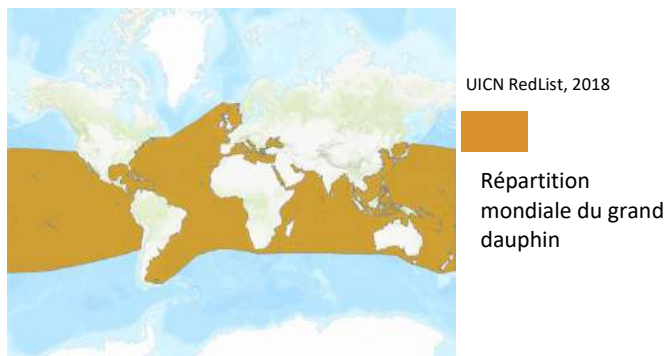 UICN RedList, 2018
Répartition
mondiale du grand
dauphin